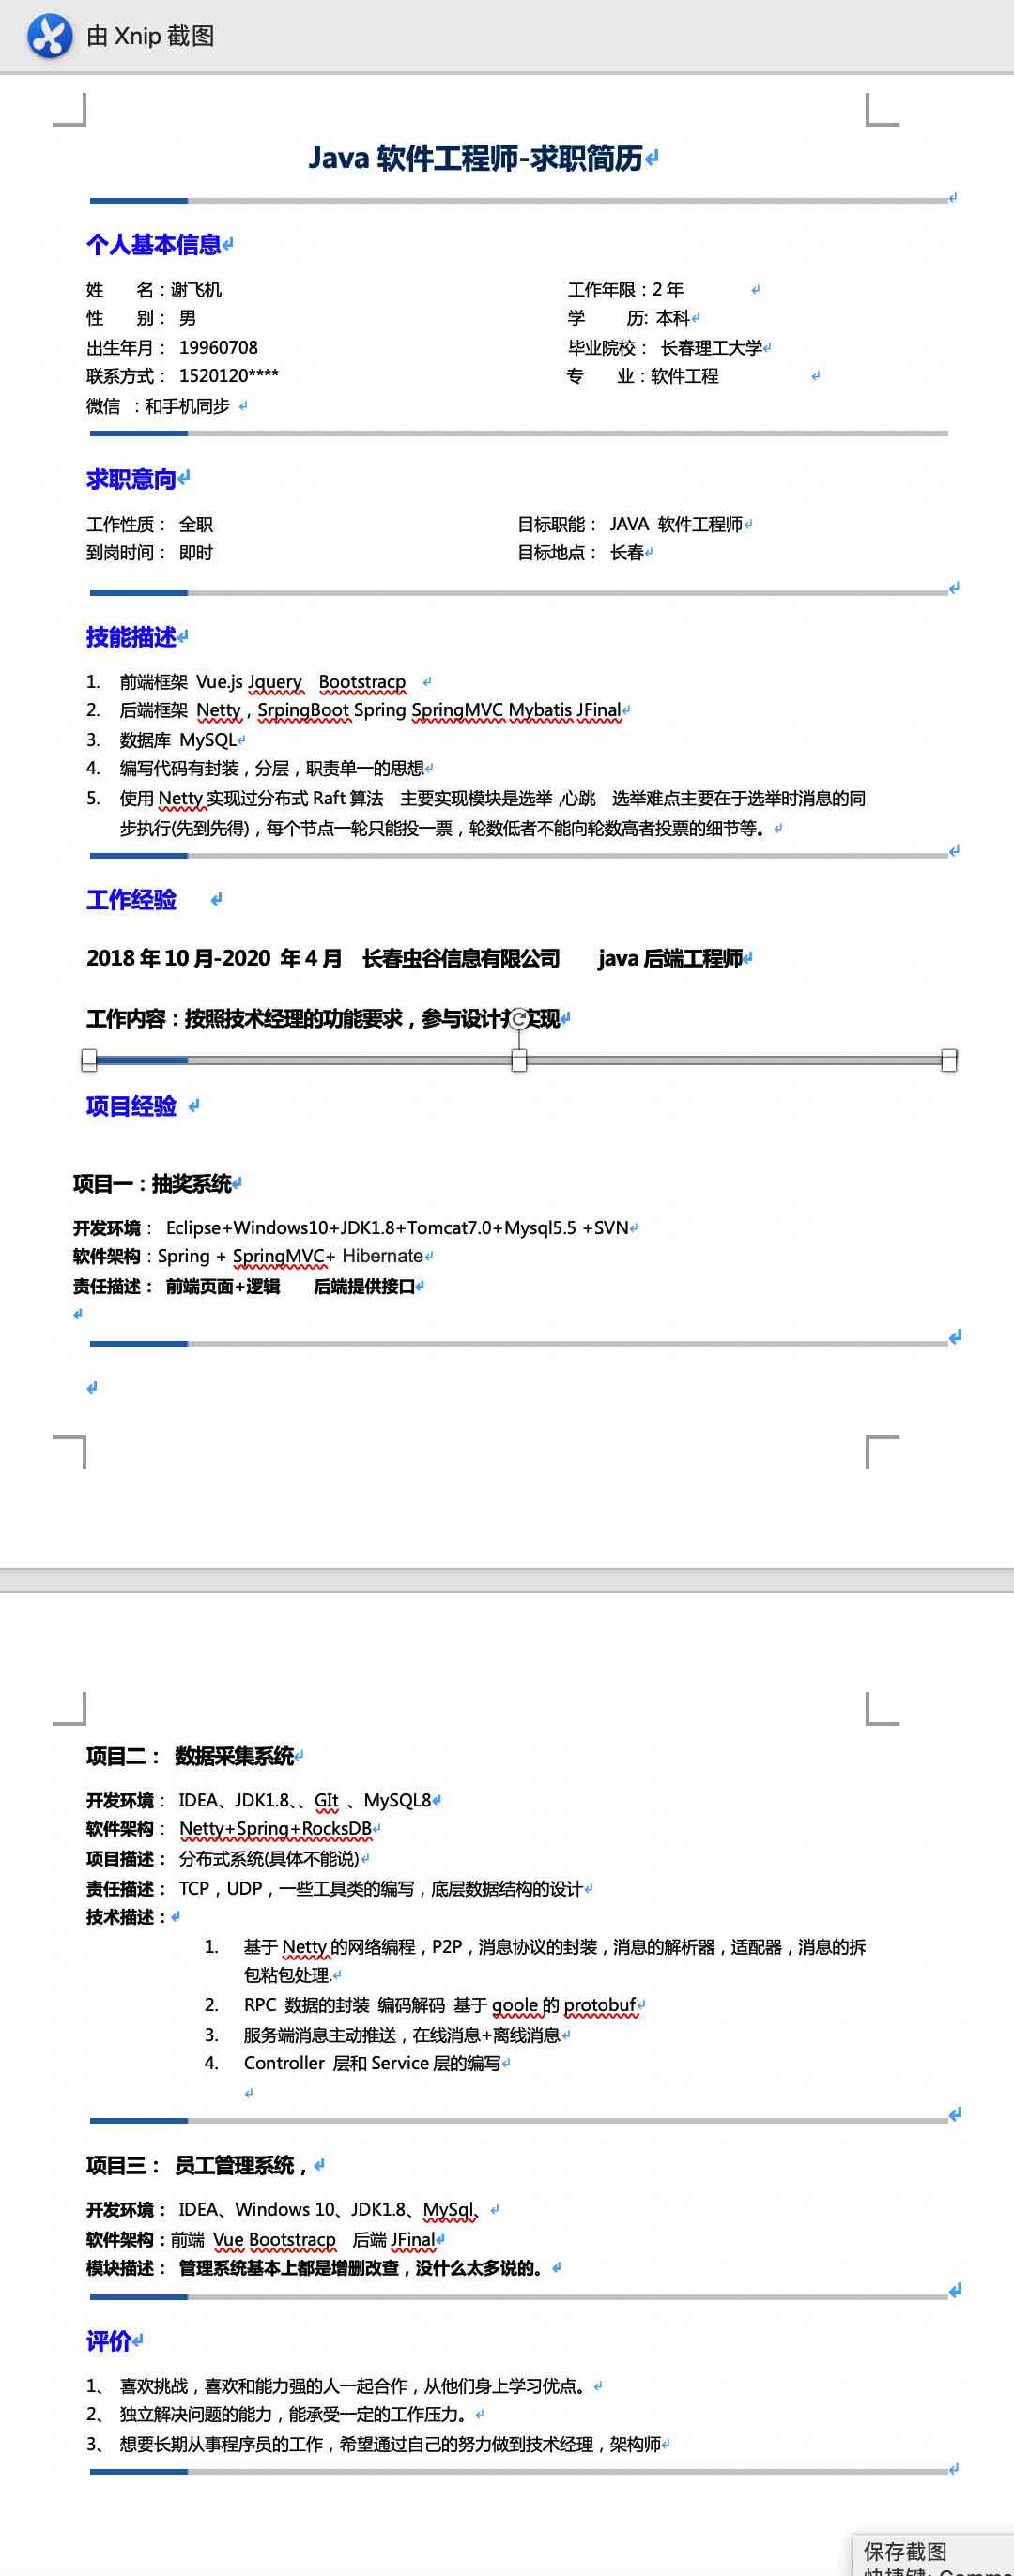 由 Xnip 截图
Java 软件工程师-求职简历
个人基本信息
姓 名：谢飞机 工作年限：2 年
性 别： 男 学 历: 本科
出生年月： 19960708 毕业院校： 长春理工大学
联系方式： 1520120**** 专 业：软件工程
微信 ：和手机同步
求职意向
工作性质： 全职 目标职能： JAVA 软件工程师
到岗时间： 即时 目标地点： 长春
技能描述
1. 前端框架 Vue.js Jquery Bootstracp
2. 后端框架 Netty，SrpingBoot Spring SpringMVC Mybatis JFinal
3. 数据库 MySQL
4. 编写代码有封装，分层，职责单一的思想
5. 使用 Netty 实现过分布式 Raft 算法 主要实现模块是选举 ,心跳 选举难点主要在于选举时消息的同
步执行(先到先得)，每个节点一轮只能投一票，轮数低者不能向轮数高者投票的细节等。
工作经验
2018 年 10 月-2020 年 4 月 长春虫谷信息有限公司 java 后端工程师
工作内容：按照技术经理的功能要求，参与设计并实现
项目经验
项目一：抽奖系统
开发环境： Eclipse+Windows10+JDK1.8+Tomcat7.0+Mysql5.5 +SVN
软件架构：Spring + SpringMVC+ Hibernate
责任描述： 前端页面+逻辑 后端提供接口
项目二： 数据采集系统
开发环境： IDEA、JDK1.8、、GIt 、MySQL8
软件架构： Netty+Spring+RocksDB
项目描述： 分布式系统(具体不能说)
责任描述： TCP，UDP，一些工具类的编写，底层数据结构的设计
技术描述：
1. 基于 Netty 的网络编程，P2P，消息协议的封装，消息的解析器，适配器，消息的拆
包粘包处理.
2. RPC 数据的封装 编码解码 基于 goole 的 protobuf
3. 服务端消息主动推送，在线消息+离线消息
4. Controller 层和 Service 层的编写
项目三： 员工管理系统，
开发环境： IDEA、Windows 10、JDK1.8、MySql、
软件架构：前端 Vue Bootstracp 后端 JFinal
模块描述： 管理系统基本上都是增删改查，没什么太多说的。
评价
1、 喜欢挑战，喜欢和能力强的人一起合作，从他们身上学习优点。
2、 独立解决问题的能力，能承受一定的工作压力。
3、 想要长期从事程序员的工作，希望通过自己的努力做到技术经理，架构师
保存截图